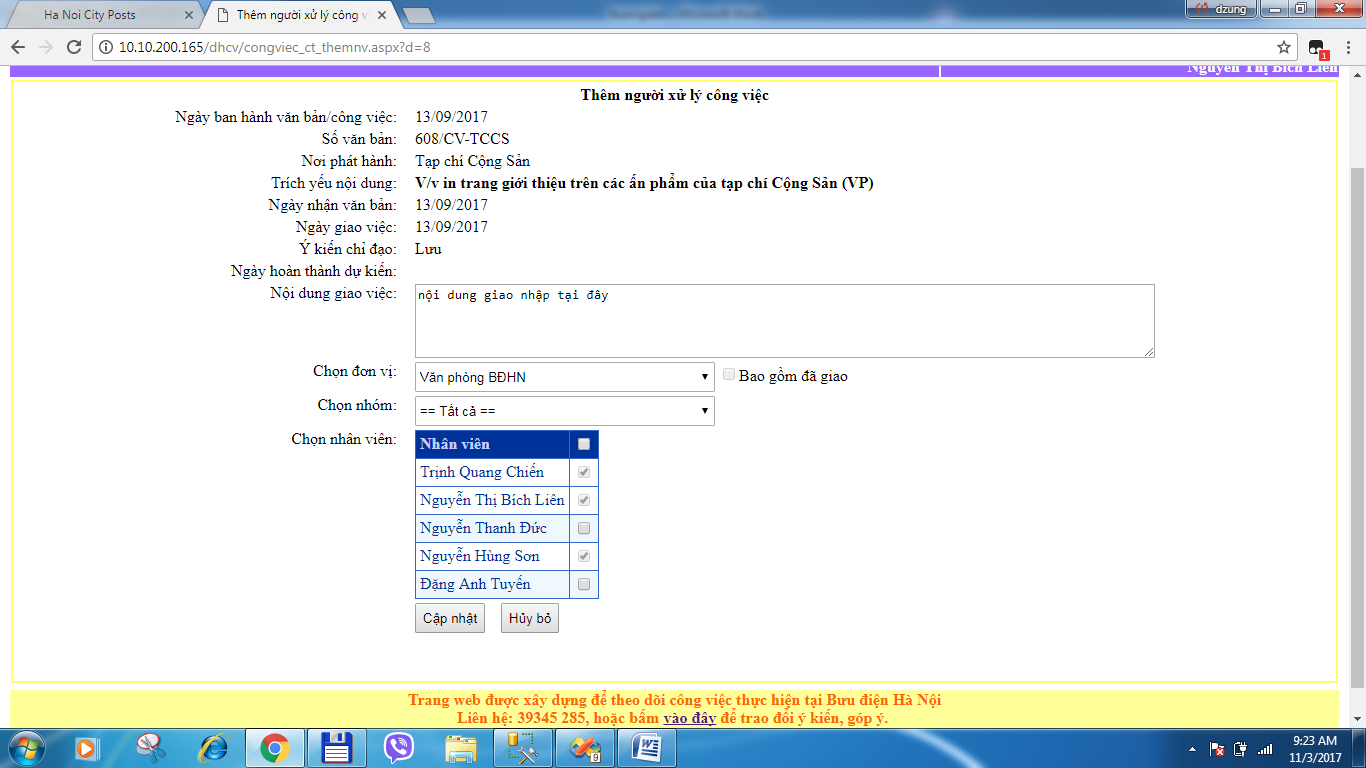 Ha Noi City Posts
Thêm người xử lý công v
dzung
10.10.200.165/dhcv/congviec_ct_themnv.aspx?d=8
1
Nguyễn Thị Bích Liên
Thêm người xử lý công việc
Ngày ban hành văn bản/công việc: 13/09/2017
Số văn bản: 608/CV-TCCS
Nơi phát hành: Tạp chí Cộng Sản
Trích yếu nội dung: V/v in trang giới thiệu trên các ấn phẩm của tạp chí Cộng Sản (VP)
Ngày nhận văn bản: 13/09/2017
Ngày giao việc: 13/09/2017
Ý kiến chỉ đạo: Lưu
Ngày hoàn thành dự kiến:
Nội dung giao việc: nội dung giao nhập tại đây
Chọn đơn vị: Văn phòng BĐHN Bao gồm đã giao
Chọn nhóm: == Tất cả ==
Chọn nhân viên: Nhân viên
Trịnh Quang Chiến
Nguyễn Thị Bích Liên
Nguyễn Thanh Đức
Nguyễn Hùng Sơn
Đặng Anh Tuyến
Cập nhật Hủy bỏ
Trang web được xây dựng để theo dõi công việc thực hiện tại Bưu điện Hà Nội
Liên hệ: 39345 285, hoặc bấm vào đây để trao đổi ý kiến, góp ý.
9
9:23 AM
11/3/2017